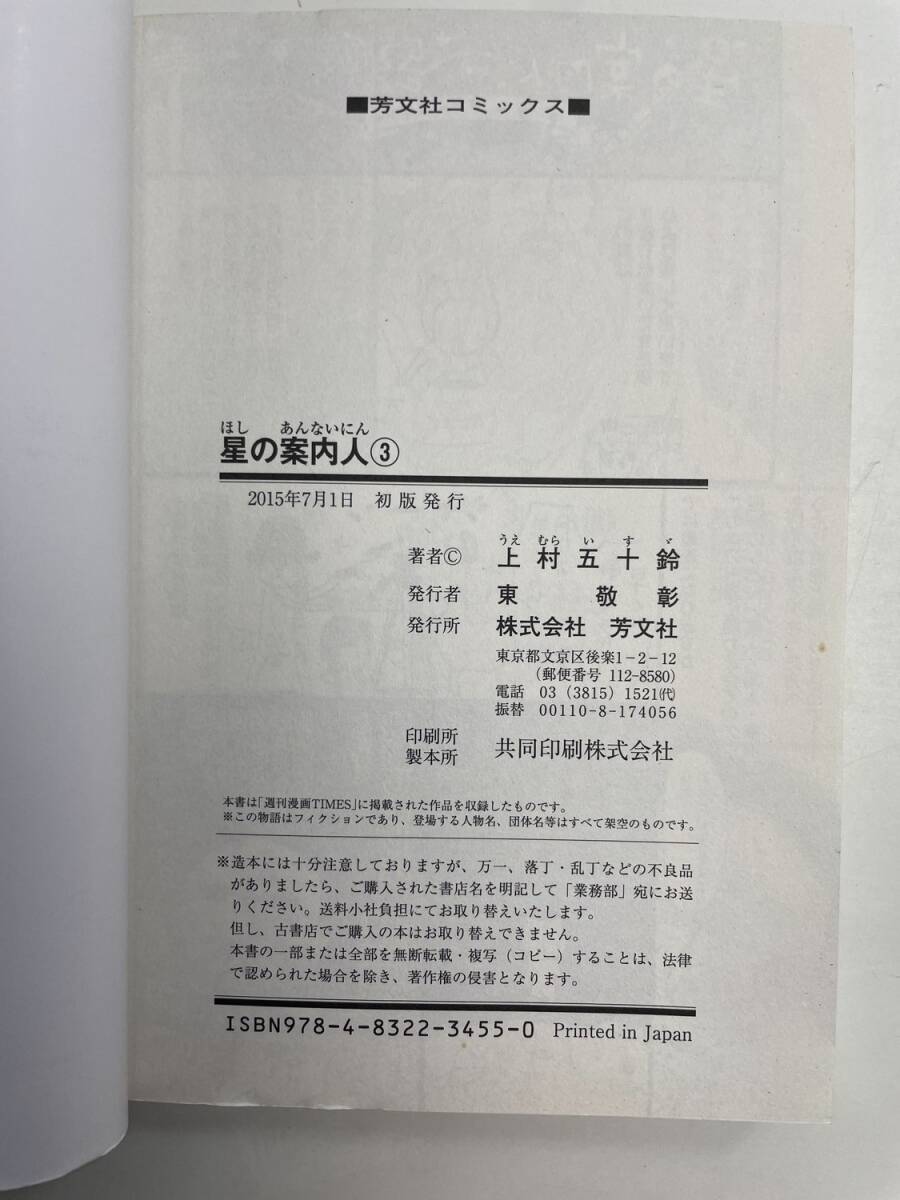 ■芳文社コミックス■
ほし あんないにん
星の案内人③
2015年7月1日 初版発行
うえ むら い す ゞ
著者© 上村五十鈴
発行者 東 敬彰
発行所 株式会社 芳文社
東京都文京区後楽1-2-12
(郵便番号 112-8580)
電話 03(3815)1521㈹
振替 00110-8-174056
印刷所
製本所 共同印刷株式会社
本書は「週刊漫画TIMES」に掲載された作品を収録したものです。
※この物語はフィクションであり、登場する人物名、団体名等はすべて架空のものです。
※造本には十分注意しておりますが、万一、落丁・乱丁などの不良品
がありましたら、ご購入された書店名を明記して「業務部」宛にお送
りください。送料小社負担にてお取り替えいたします。
但し、古書店でご購入の本はお取り替えできません。
本書の一部または全部を無断転載・複写(コピー)することは、法律
で認められた場合を除き、著作権の侵害となります。
ISBN978-4-8322-3455-0 Printed in Japan